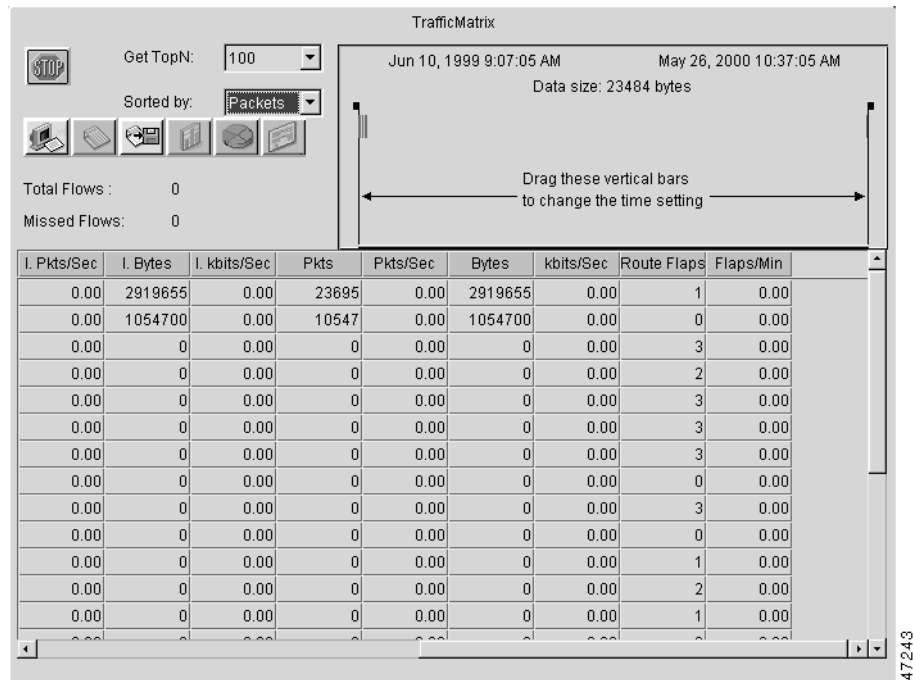 TrafficMatrix
STOP
Get TopN: 100
Sorted by: Packets
Total Flows : 0
Missed Flows: 0
Jun 10, 1999 9:07:05 AM May 26, 2000 10:37:05 AM
Data size: 23484 bytes
Drag these vertical bars
to change the time setting
I. Pkts/Sec I. Bytes I. kbits/Sec Pkts Pkts/Sec Bytes kbits/Sec Route Flaps Flaps/Min
0.00 2919655 0.00 23695 0.00 2919655 0.00 1 0.00
0.00 1054700 0.00 10547 0.00 1054700 0.00 0 0.00
0.00 0 0.00 0 0.00 0 0.00 3 0.00
0.00 0 0.00 0 0.00 0 0.00 2 0.00
0.00 0 0.00 0 0.00 0 0.00 3 0.00
0.00 0 0.00 0 0.00 0 0.00 3 0.00
0.00 0 0.00 0 0.00 0 0.00 3 0.00
0.00 0 0.00 0 0.00 0 0.00 0 0.00
0.00 0 0.00 0 0.00 0 0.00 3 0.00
0.00 0 0.00 0 0.00 0 0.00 0 0.00
0.00 0 0.00 0 0.00 0 0.00 1 0.00
0.00 0 0.00 0 0.00 0 0.00 2 0.00
0.00 0 0.00 0 0.00 0 0.00 1 0.00
47243